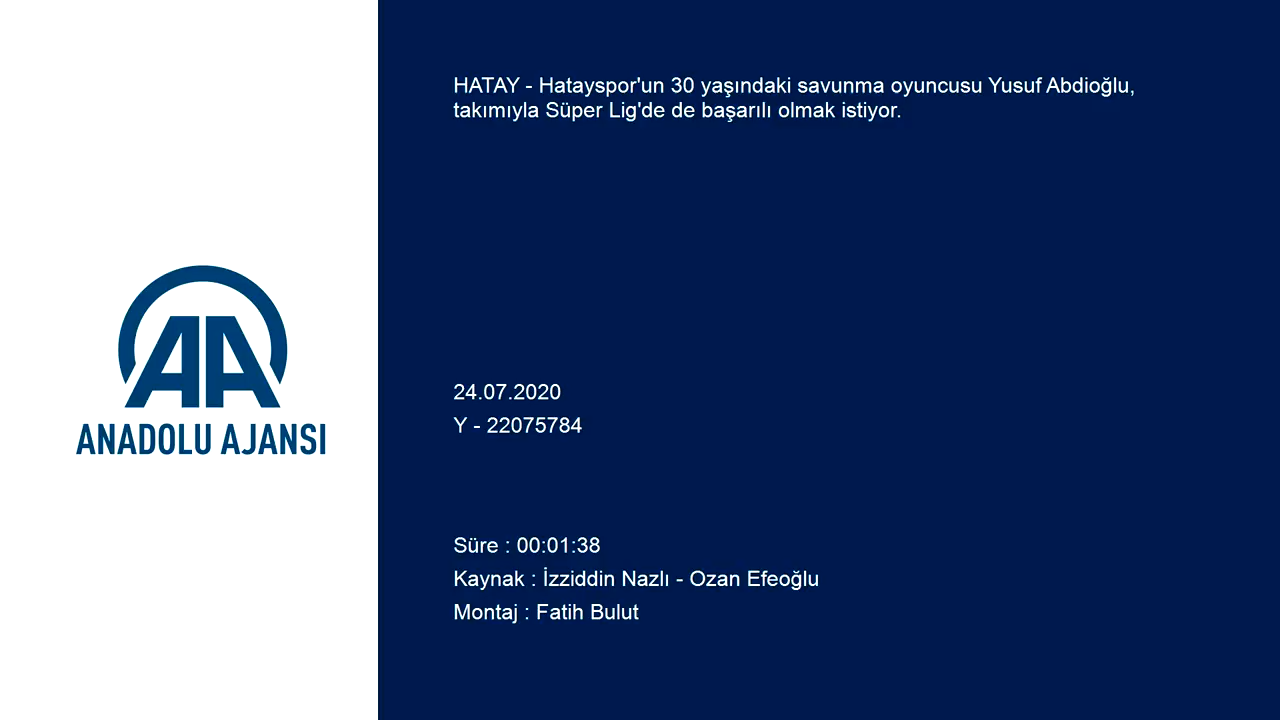 HATAY - Hatayspor'un 30 yaşındaki savunma oyuncusu Yusuf Abdioğlu,
takımıyla Süper Lig'de de başarılı olmak istiyor.
AA
ANADOLU AJANSI
24.07.2020
Y - 22075784
Süre : 00:01:38
Kaynak : İzziddin Nazlı - Ozan Efeoğlu
Montaj : Fatih Bulut